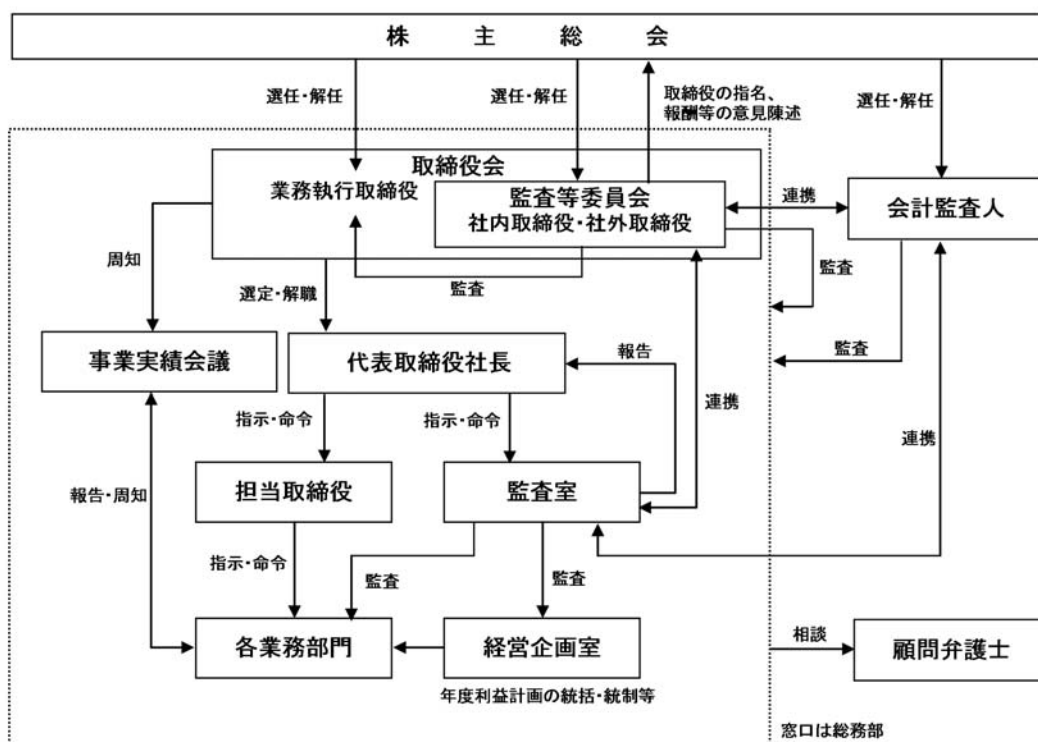 株主総会
選任・解任
選任・解任
取締役の指名、
報酬等の意見陳述
選任・解任
取締役会
業務執行取締役
監査等委員会
社内取締役・社外取締役
連携
会計監査人
周知
監査
監査
選定・解職
事業実績会議
代表取締役社長
報告
監査
指示・命令
指示・命令
連携
連携
報告・周知
担当取締役
監査室
指示・命令
監査
監査
各業務部門
経営企画室
相談
顧問弁護士
年度利益計画の統括・統制等
窓口は総務部